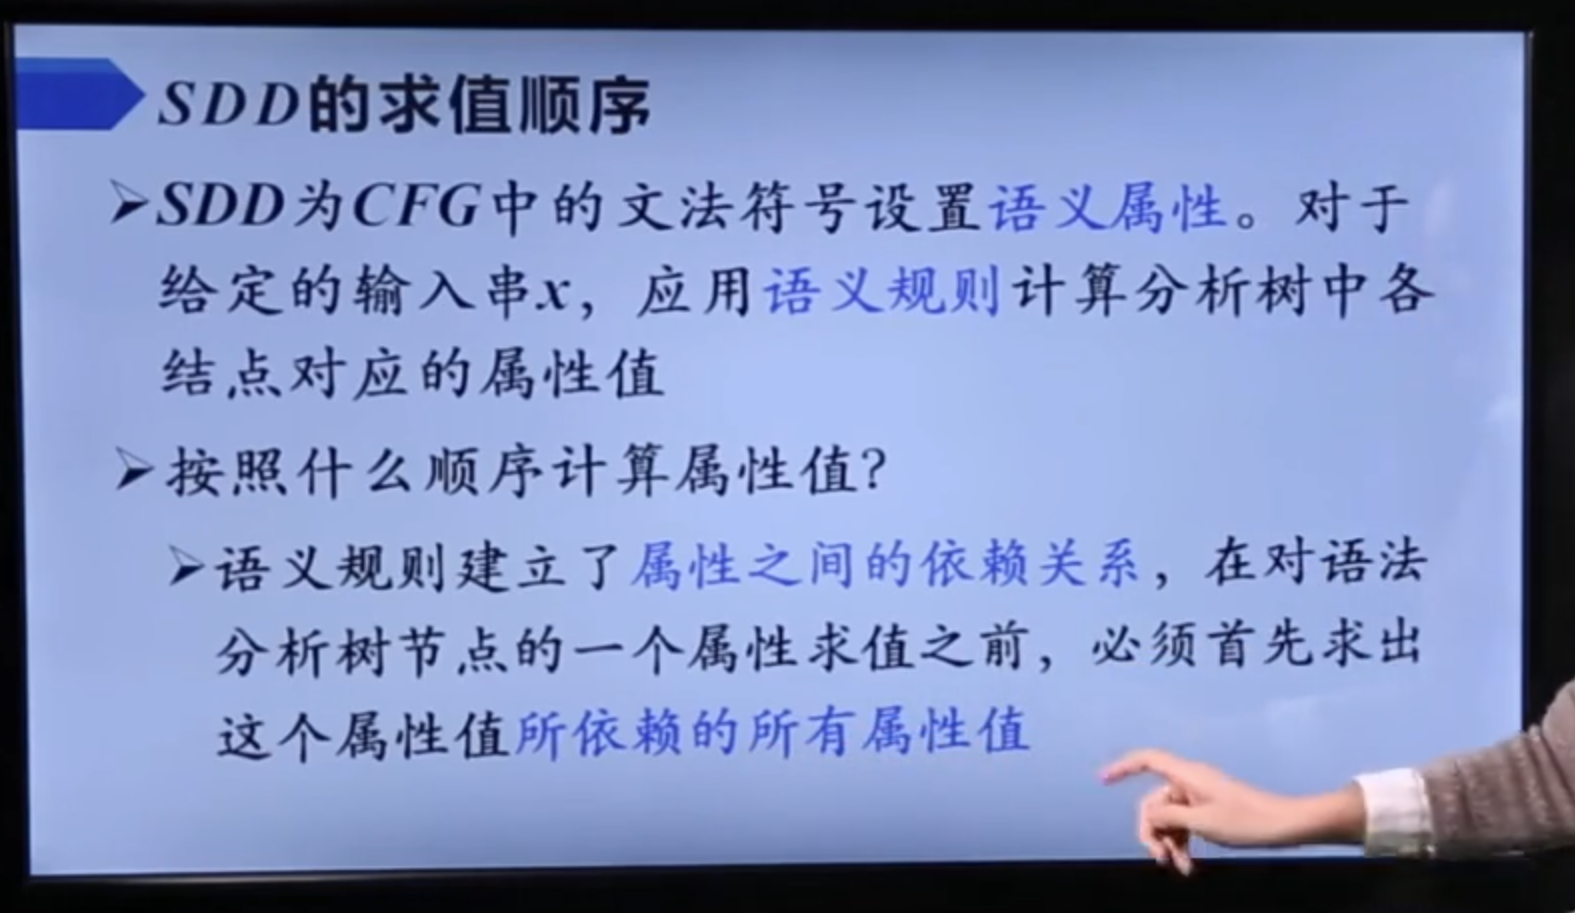 SDD的求值顺序
➢SDD为CFG中的文法符号设置语义属性。对于
给定的输入串x，应用语义规则计算分析树中各
结点对应的属性值
➢按照什么顺序计算属性值？
➢语义规则建立了属性之间的依赖关系，在对语法
分析树节点的一个属性求值之前，必须首先求出
这个属性值所依赖的所有属性值